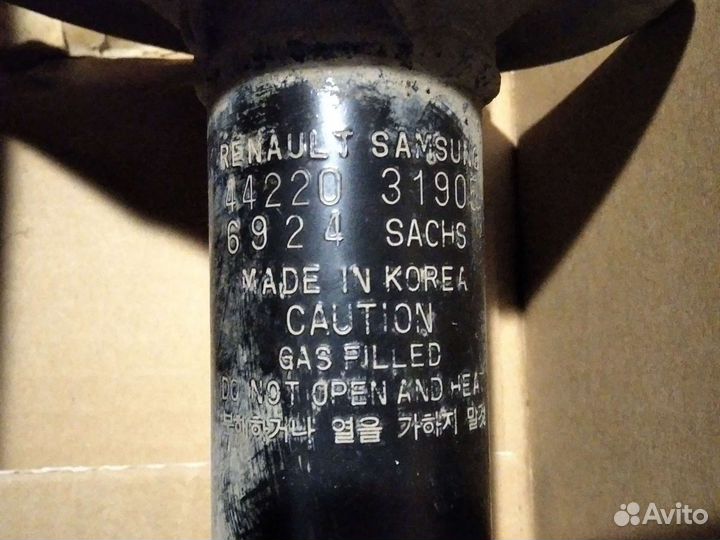 RENAULT SAMSUNG
44220 3190
6924 SACHS
MADE IN KOREA
CAUTION
GAS FILLED
DO NOT OPEN AND HEAT
열을 가하지 말것
Avito